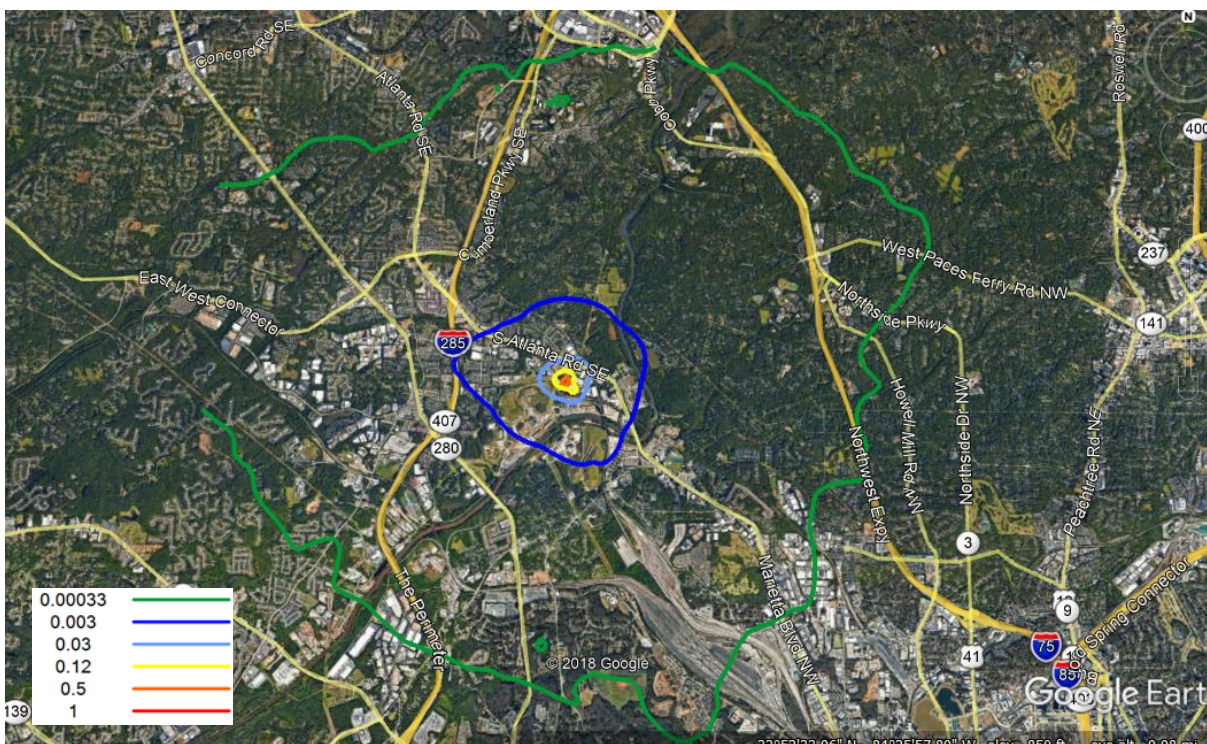 N
Concord Rd SE
Atlanta Rd SE
Cobb Pkwy
Roswell Rd
400
Cumberland Pkwy SE
237
West Paces Ferry Rd NW
East-West Connector
Northside Pkwy
141
285
S Atlanta Rd SE
407
280
Howell Mill Rd NW
Northside Dr NW
Peachtree Rd NE
Northwest Expy
3
The Perimeter
Marietta Blvd NW
9
0.00033
0.003
0.03
0.12
0.5
1
© 2018 Google
41
75
85
139
Google Eart